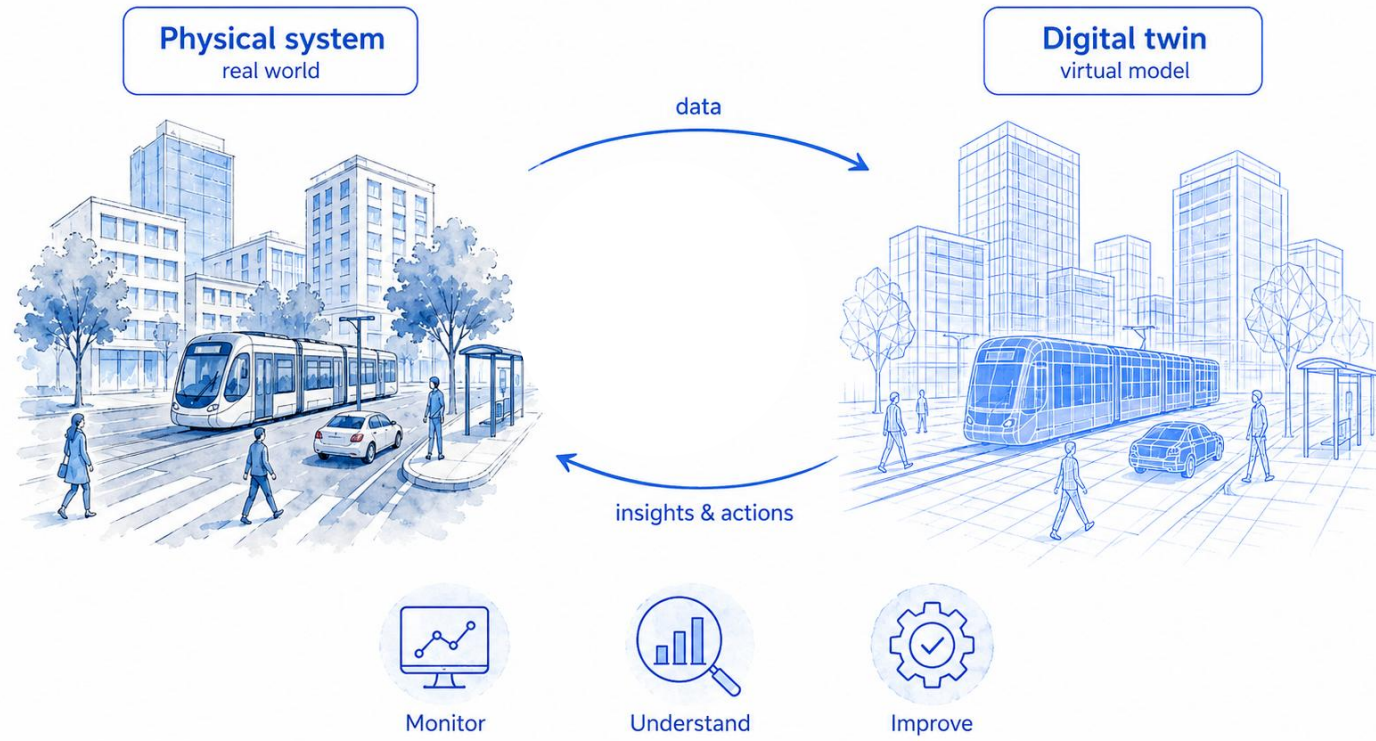 Physical system
real world
Digital twin
virtual model
data
insights & actions
Monitor
Understand
Improve